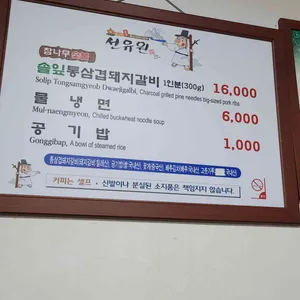 참나무
선유원
솔잎통삼겹돼지갈비 1인분(300g) 16,000
Solip Tongsamgyeob Dwaejigalbi, Charcoal grilled pine needles big-sized pork ribs
물냉면 6,000
Mul-naengmyeon, Chilled buckwheat noodle soup
공기밥 1,000
Gonggibap, A bowl of steamed rice
커피는 셀프 · 신발이나 분실된 소지품은 책임지지 않습니다.